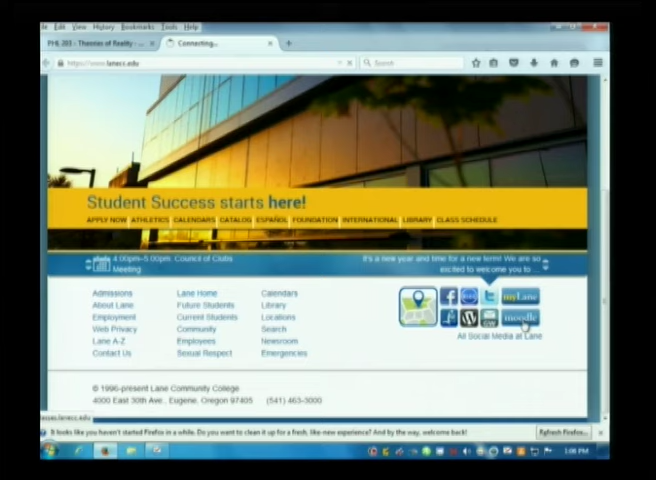 Edit View History Bookmarks Tools Help
PHL 203 - Theories of Reality - ...
Connecting...
https://www.lanecc.edu
Search
Student Success starts here!
APPLY NOW ATHLETICS CALENDARS CATALOG ESPAÑOL FOUNDATION INTERNATIONAL LIBRARY CLASS SCHEDULE
4:00pm-5:00pm: Council of Clubs
Meeting
It's a new year and time for a new term! We are so
excited to welcome you to ...
Admissions
About Lane
Employment
Web Privacy
Lane A-Z
Contact Us
Lane Home
Future Students
Current Students
Community
Employees
Sexual Respect
Calendars
Library
Locations
Search
Newsroom
Emergencies
myLane
moodle
All Social Media at Lane
© 1996-present Lane Community College
4000 East 30th Ave., Eugene, Oregon 97405 (541) 463-3000
It looks like you haven't started Firefox in a while. Do you want to clean it up for a fresh, like-new experience? And by the way, welcome back!
Refresh Firefox...
1:08 PM